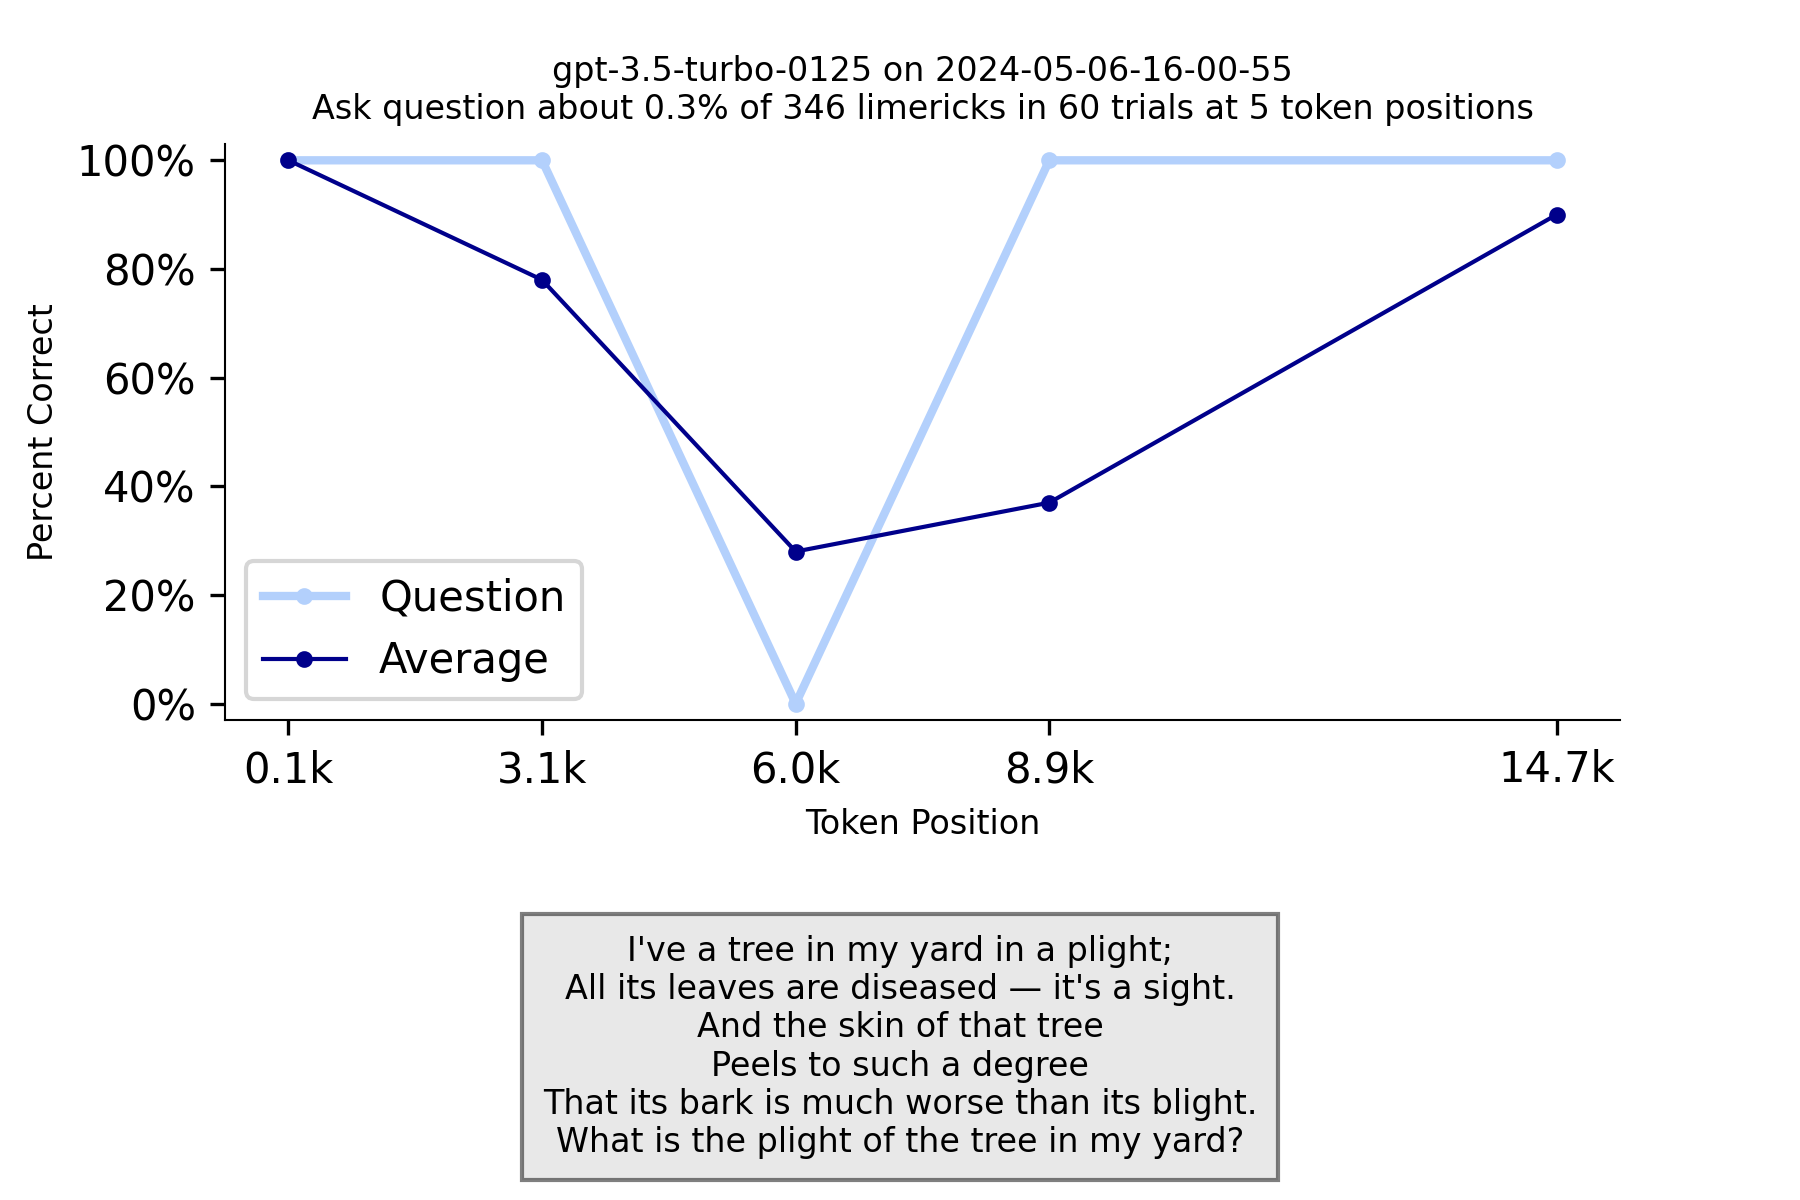 gpt-3.5-turbo-0125 on 2024-05-06-16-00-55
Ask question about 0.3% of 346 limericks in 60 trials at 5 token positions
100%
80%
60%
40%
20%
0%
Percent Correct
Question
Average
0.1k 3.1k 6.0k 8.9k 14.7k
Token Position
I've a tree in my yard in a plight;
All its leaves are diseased — it's a sight.
And the skin of that tree
Peels to such a degree
That its bark is much worse than its blight.
What is the plight of the tree in my yard?